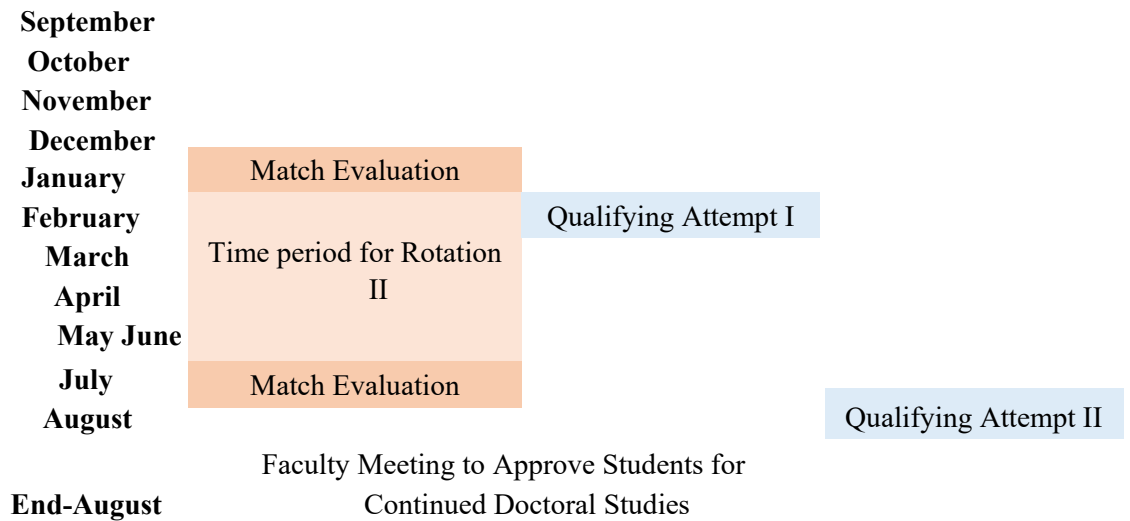 September
October
November
December
January
Match Evaluation
February
Qualifying Attempt I
March
Time period for Rotation
II
April
May June
July
Match Evaluation
August
Qualifying Attempt II
Faculty Meeting to Approve Students for
End-August
Continued Doctoral Studies